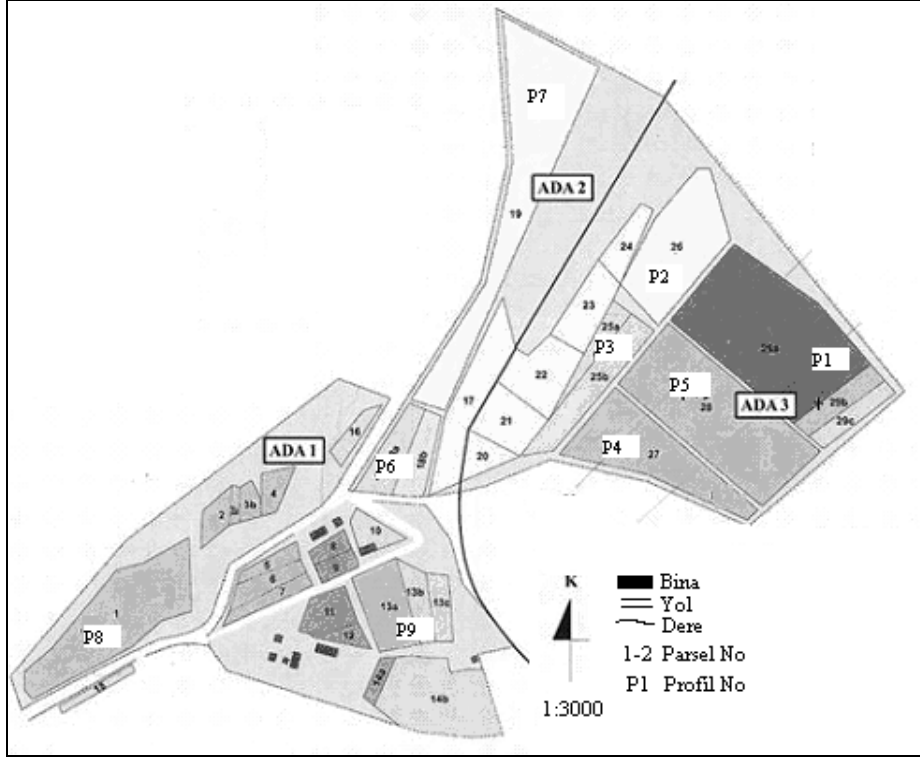 P7
ADA 2
19
24
26
P2
23
25a
P3
25b
22
29a
P1
P5
28
ADA 3
29b
29c
17
21
20
P4
27
16
ADA 1
P6
18b
4
3b
2
10
8
9
5
6
7
1
P8
11
12
13a
13b
13c
P9
14a
14b
15
K
Bina
Yol
Dere
1-2 Parsel No
P1 Profil No
1:3000